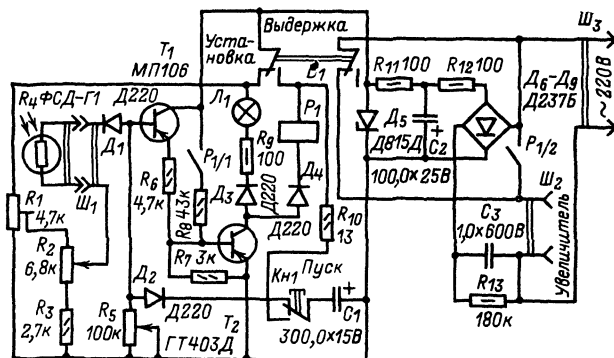 Выдержка
Ш3
Установка
T1
МП106
В1
R11 100
R12 100
Д6-Д9
Д237Б
~ 220В
R4 ФСД-Г1
Д220
Л1
P1
Д5
Д815Д
C2
100,0×25В
P1/2
Д1
R9
100
P1/1
R6
4,7к
Д3
Д220
Д4
Д220
Ш1
R8 43к
R10
13
Ш2
C3
1,0×600В
Увеличитель
R1
4,7к
R2
6,8к
R7 3к
Кн1 Пуск
Д2
Д220
C1
R13
180к
R3
2,7к
R5
100к
T2
ГТ403Д
300,0×15В